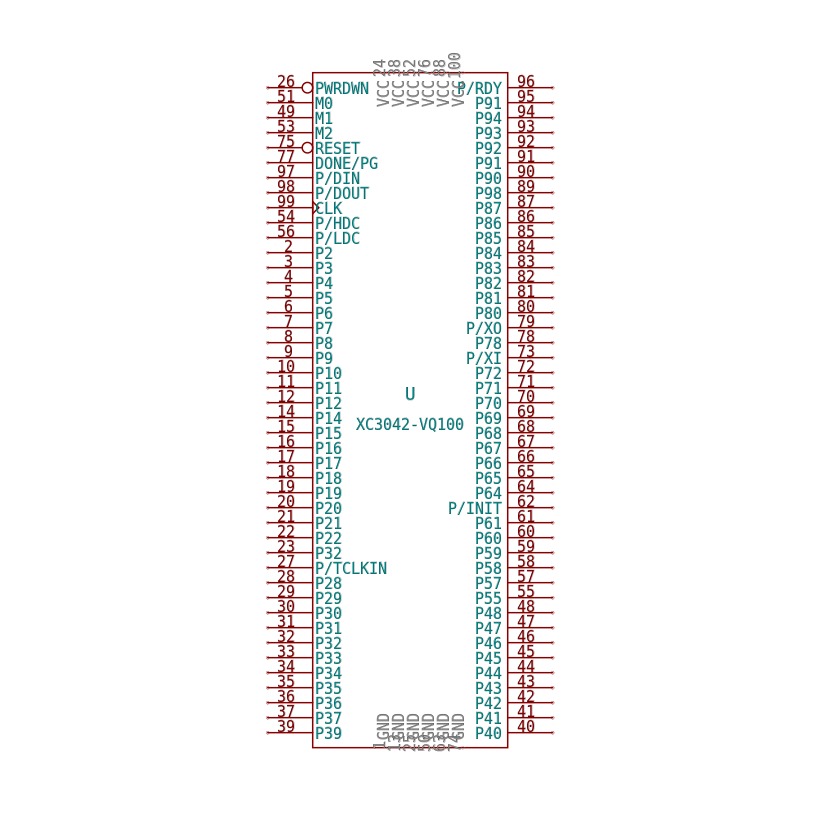 VCC 24
VCC 38
VCC 52
VCC 76
VCC 88
VCC 100
26 PWRDWN P/RDY 96
51 M0 P91 95
49 M1 P94 94
53 M2 P93 93
75 RESET P92 92
77 DONE/PG P91 91
97 P/DIN P90 90
98 P/DOUT P98 89
99 CLK P87 87
54 P/HDC P86 86
56 P/LDC P85 85
2 P2 P84 84
3 P3 P83 83
4 P4 P82 82
5 P5 P81 81
6 P6 P80 80
7 P7 P/XO 79
8 P8 P78 78
9 P9 P/XI 73
10 P10 P72 72
11 P11 P71 71
12 P12 P70 70
14 P14 P69 69
15 P15 P68 68
16 P16 P67 67
17 P17 P66 66
18 P18 P65 65
19 P19 P64 64
20 P20 P/INIT 62
21 P21 P61 61
22 P22 P60 60
23 P32 P59 59
27 P/TCLKIN P58 58
28 P28 P57 57
29 P29 P55 55
30 P30 P48 48
31 P31 P47 47
32 P32 P46 46
33 P33 P45 45
34 P34 P44 44
35 P35 P43 43
36 P36 P42 42
37 P37 P41 41
39 P39 P40 40
U
XC3042-VQ100
1 GND
13 GND
25 GND
50 GND
63 GND
74 GND